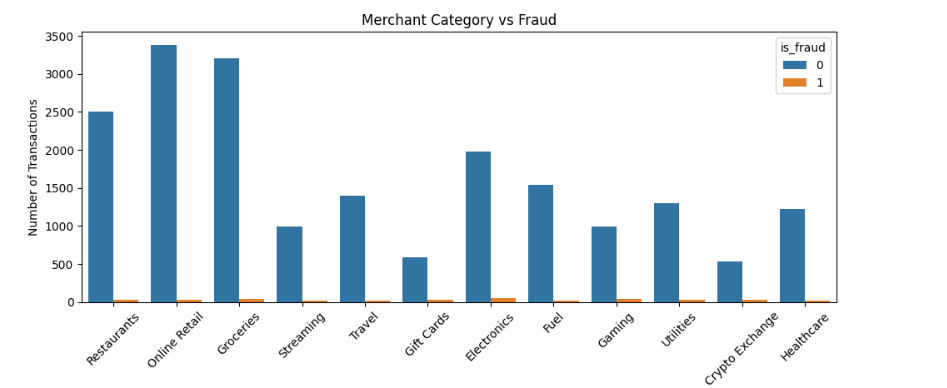 Merchant Category vs Fraud
3500
3000
2500
2000
1500
1000
500
0
Number of Transactions
is_fraud
0
1
Restaurants
Online Retail
Groceries
Streaming
Travel
Gift Cards
Electronics
Fuel
Gaming
Utilities
Crypto Exchange
Healthcare